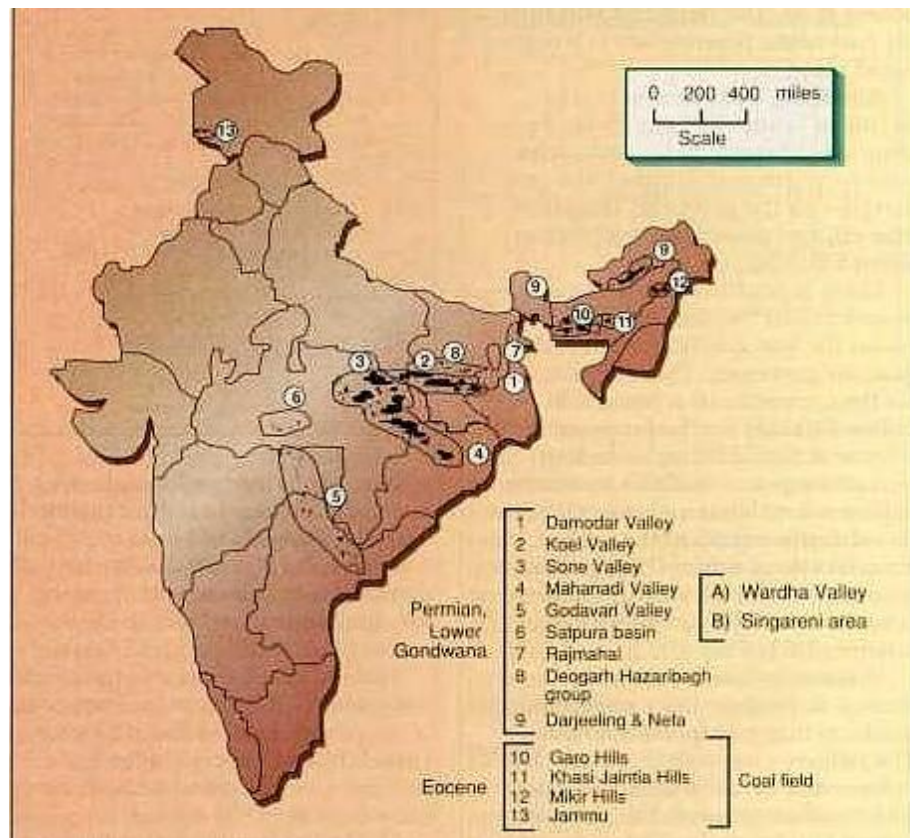 0 200 400 miles
Scale
13
9
9
12
10
11
3
2
8
7
1
6
4
5
Permian,
Lower
Gondwana
1 Damodar Valley
2 Koel Valley
3 Sone Valley
4 Mahanadi Valley
5 Godavari Valley
6 Satpura basin
7 Rajmahal
8 Deogarh Hazaribagh
group
9 Darjeeling & Nefa
A) Wardha Valley
B) Singareni area
Eocene
10 Garo Hills
11 Khasi Jaintia Hills
12 Mikir Hills
13 Jammu
Coal field